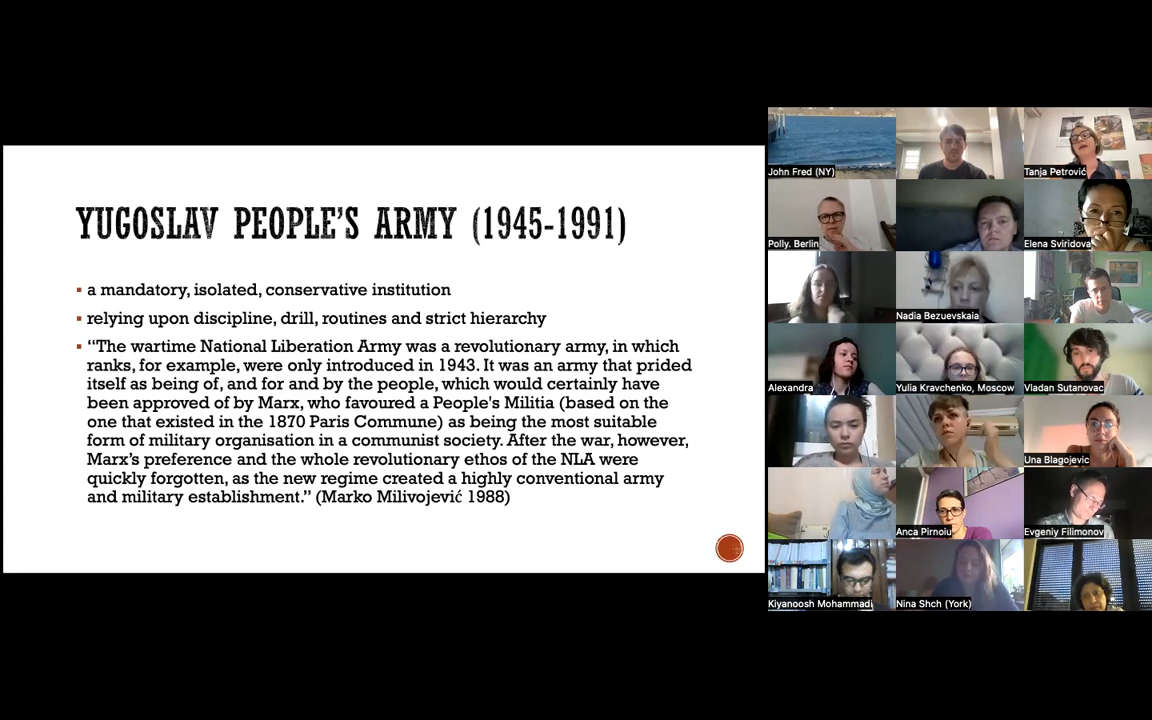 YUGOSLAV PEOPLE'S ARMY (1945-1991)
▪ a mandatory, isolated, conservative institution
▪ relying upon discipline, drill, routines and strict hierarchy
▪ “The wartime National Liberation Army was a revolutionary army, in which
ranks, for example, were only introduced in 1943. It was an army that prided
itself as being of, and for and by the people, which would certainly have
been approved of by Marx, who favoured a People's Militia (based on the
one that existed in the 1870 Paris Commune) as being the most suitable
form of military organisation in a communist society. After the war, however,
Marx’s preference and the whole revolutionary ethos of the NLA were
quickly forgotten, as the new regime created a highly conventional army
and military establishment.” (Marko Milivojević 1988)
John Fred (NY)
Tanja Petrović
Polly. Berlin
Elena Sviridova
Nadia Bezuevskaia
Alexandra
Yulia Kravchenko, Moscow
Vladan Sutanovac
Una Blagojevic
Anca Pirnoiu
Evgeniy Filimonov
Kiyanoosh Mohammadi
Nina Shch (York)